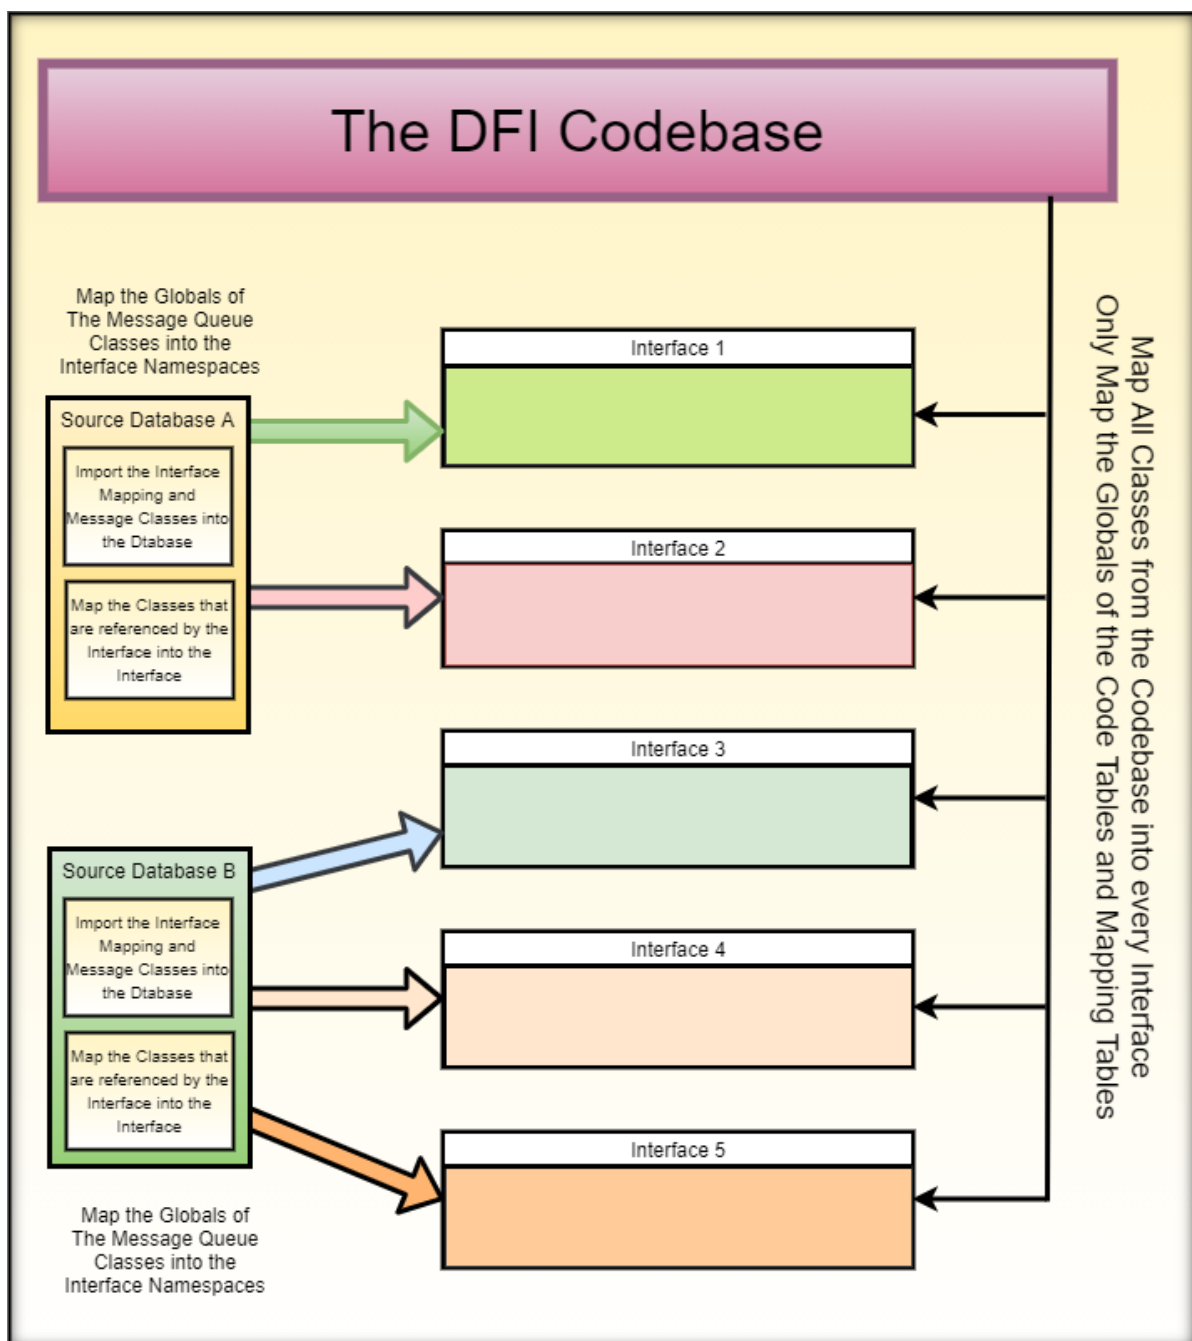 The DFI Codebase
Map the Globals of
The Message Queue
Classes into the
Interface Namespaces
Source Database A
Import the Interface
Mapping and
Message Classes into
the Dtabase
Map the Classes that
are referenced by the
Interface into the
Interface
Interface 1
Interface 2
Interface 3
Source Database B
Import the Interface
Mapping and
Message Classes into
the Dtabase
Map the Classes that
are referenced by the
Interface into the
Interface
Map the Globals of
The Message Queue
Classes into the
Interface Namespaces
Interface 4
Interface 5
Map All Classes from the Codebase into every Interface
Only Map the Globals of the Code Tables and Mapping Tables